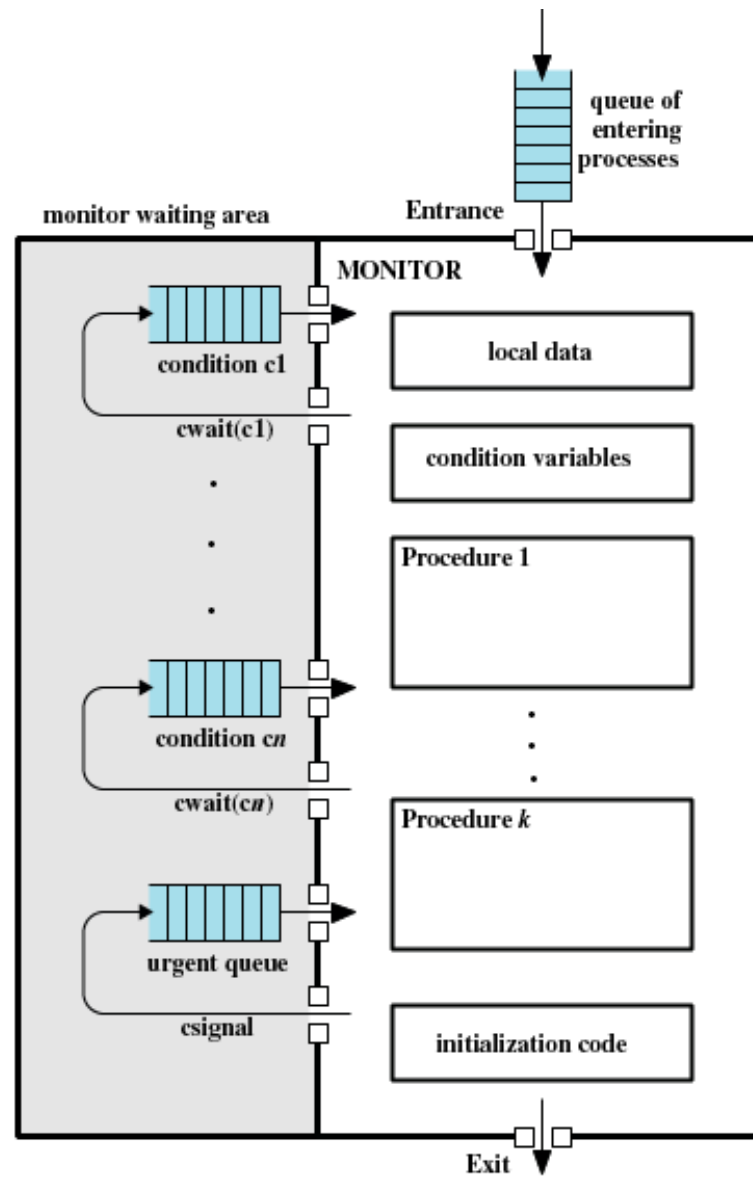 queue of
entering
processes
Entrance
monitor waiting area
MONITOR
condition c1
cwait(c1)
local data
condition variables
Procedure 1
condition cn
cwait(cn)
Procedure k
urgent queue
csignal
initialization code
Exit